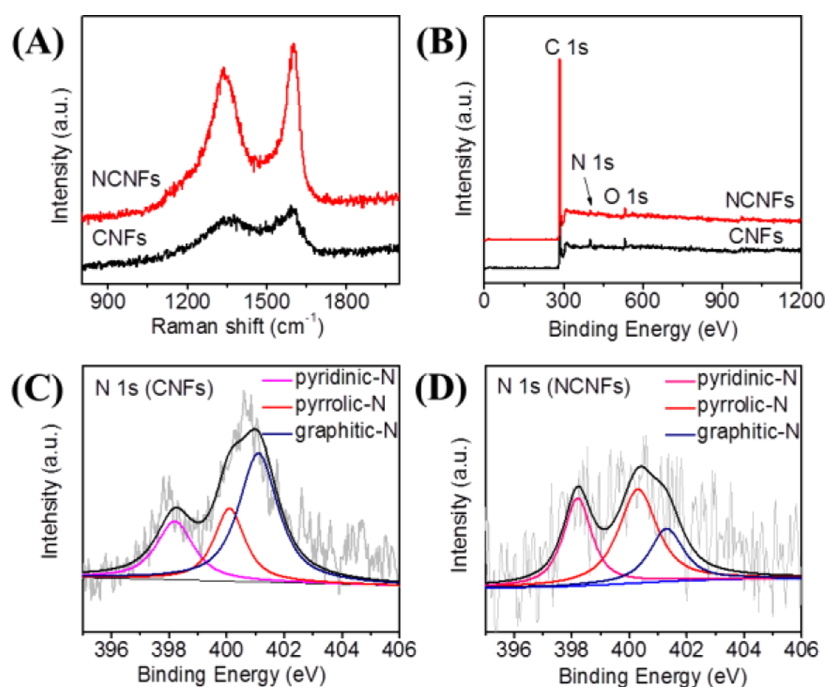 (A)
Intensity (a.u.)
NCNFs
CNFs
900 1200 1500 1800
Raman shift (cm⁻¹)
(B)
Intensity (a.u.)
C 1s
N 1s
O 1s
NCNFs
CNFs
0 300 600 900 1200
Binding Energy (eV)
(C)
Intehsity (a.u.)
N 1s (CNFs)
pyridinic-N
pyrrolic-N
graphitic-N
396 398 400 402 404 406
Binding Energy (eV)
(D)
Intensity (a.u.)
N 1s (NCNFs)
pyridinic-N
pyrrolic-N
graphitic-N
396 398 400 402 404 406
Binding Energy (eV)